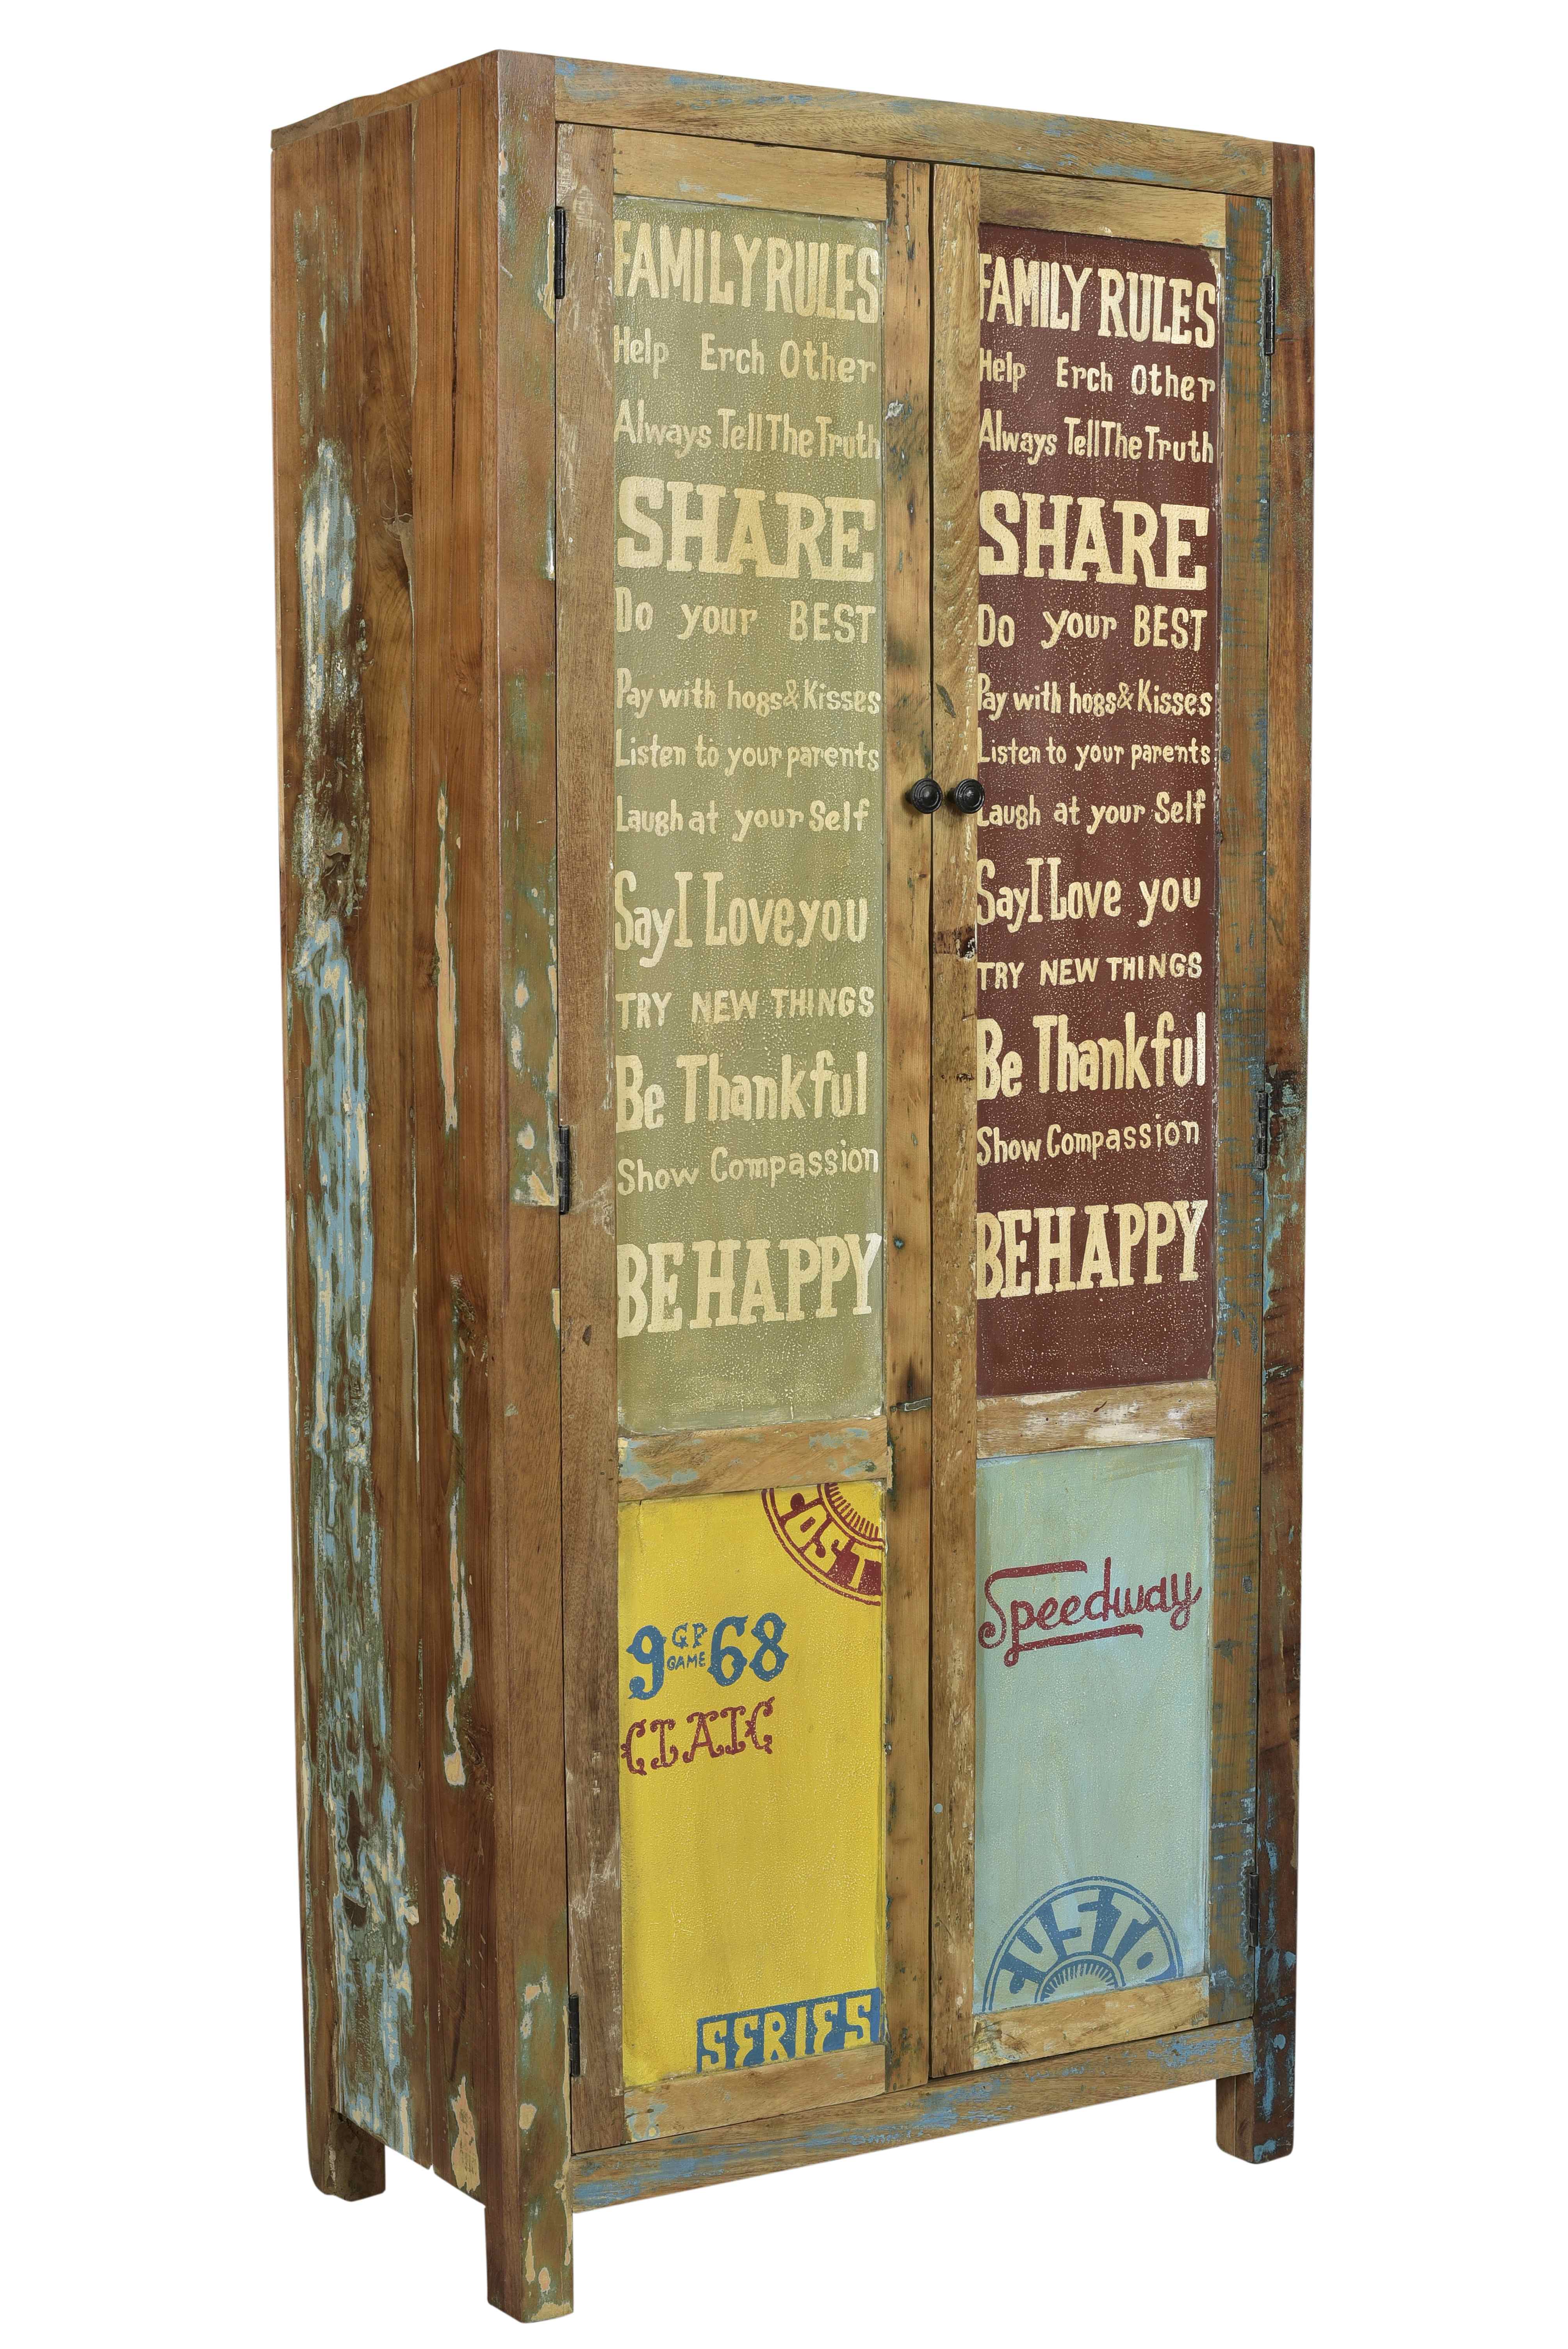 FAMILY RULES
Help Erch Other
Always Tell The Truth
SHARE
Do your BEST
Pay with hogs & Kisses
Listen to your parents
Laugh at your Self
Say I Love you
TRY NEW THINGS
Be Thankful
Show Compassion
BE HAPPY
OST
9 GP GAME 68
CLAIC
SERIES
FAMILY RULES
Help Erch Other
Always Tell The Truth
SHARE
Do your BEST
Pay with hogs & Kisses
Listen to your parents
Laugh at your Self
Say I Love you
TRY NEW THINGS
Be Thankful
Show Compassion
BE HAPPY
Speedway
CUSTO